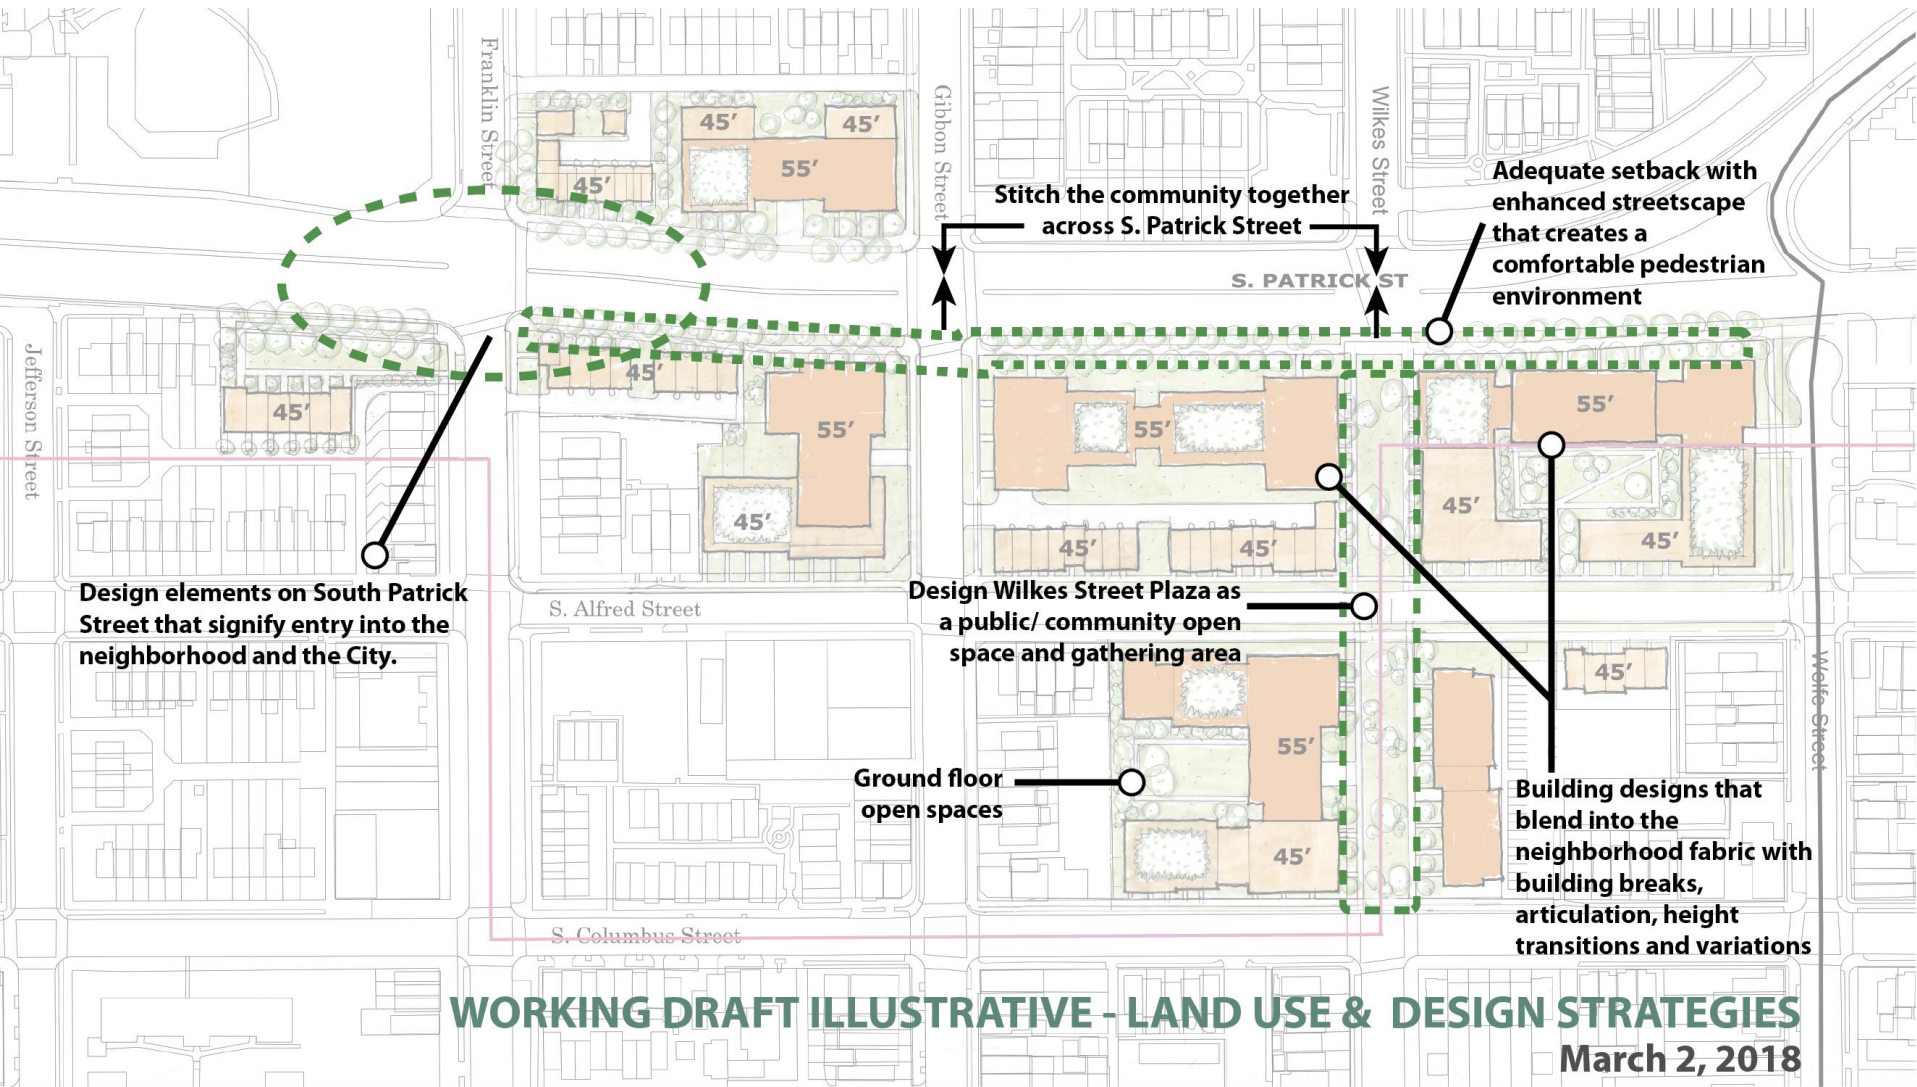 Franklin Street
Gibbon Street
Wilkes Street
45’
45’
55’
45’
Stitch the community together
across S. Patrick Street
Adequate setback with
enhanced streetscape
that creates a
comfortable pedestrian
environment
S. PATRICK ST
Jefferson Street
45’
45’
55’
45’
55’
45’
45’
55’
45’
45’
Design elements on South Patrick
Street that signify entry into the
neighborhood and the City.
S. Alfred Street
Design Wilkes Street Plaza as
a public/ community open
space and gathering area
45’
Wolfe Street
55’
45’
Ground floor
open spaces
Building designs that
blend into the
neighborhood fabric with
building breaks,
articulation, height
transitions and variations
S. Columbus Street
WORKING DRAFT ILLUSTRATIVE - LAND USE & DESIGN STRATEGIES
March 2, 2018